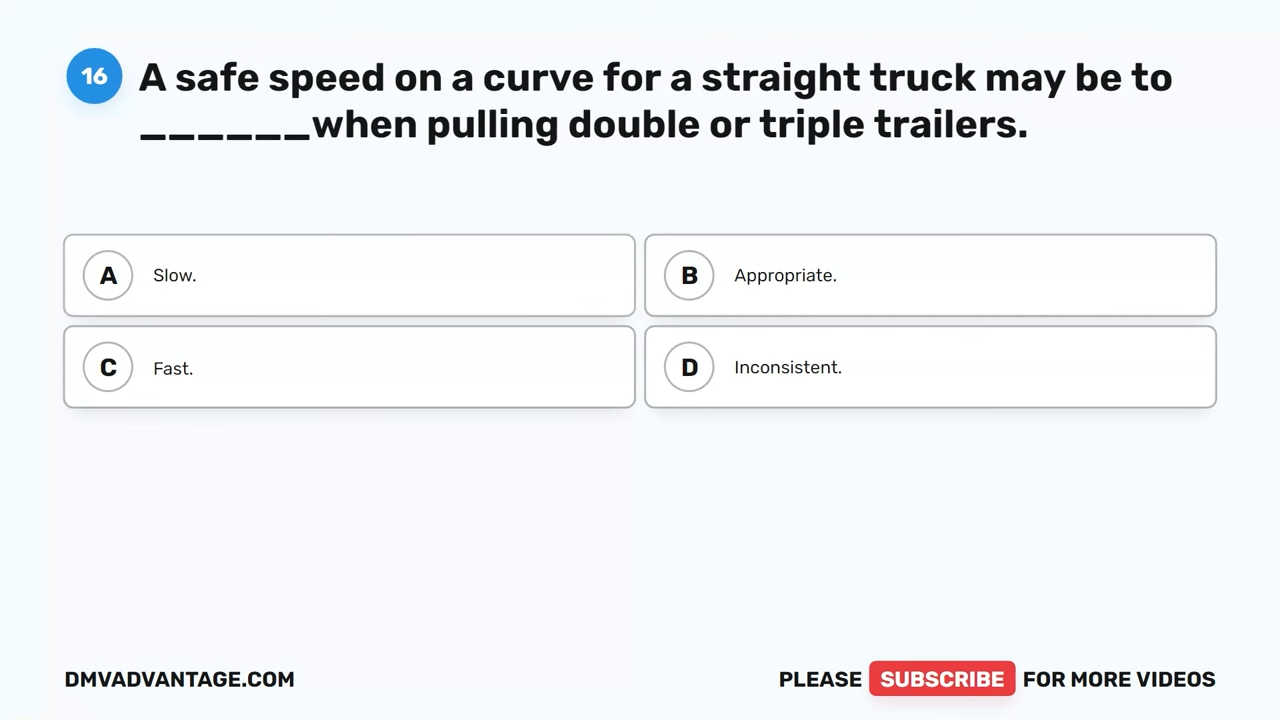 16 A safe speed on a curve for a straight truck may be to
______when pulling double or triple trailers.
A Slow.
B Appropriate.
C Fast.
D Inconsistent.
DMVADVANTAGE.COM
PLEASE SUBSCRIBE FOR MORE VIDEOS